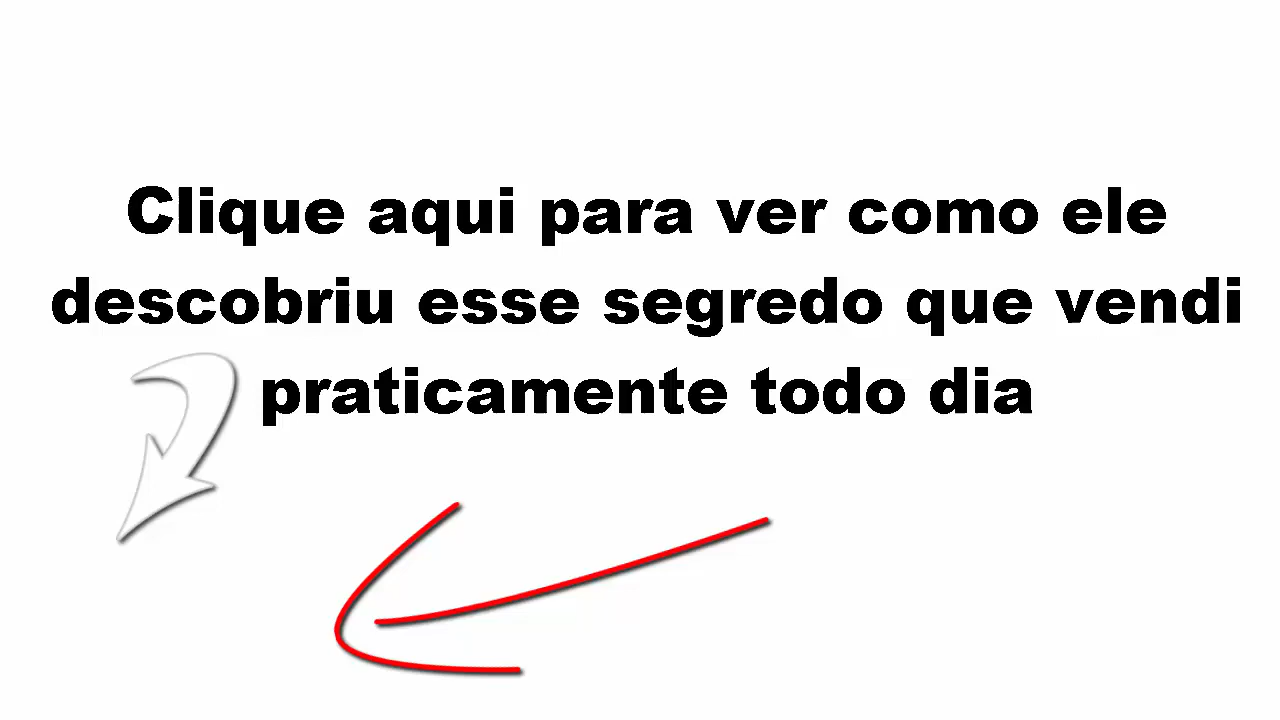 Clique aqui para ver como ele
descobriu esse segredo que vendi
praticamente todo dia